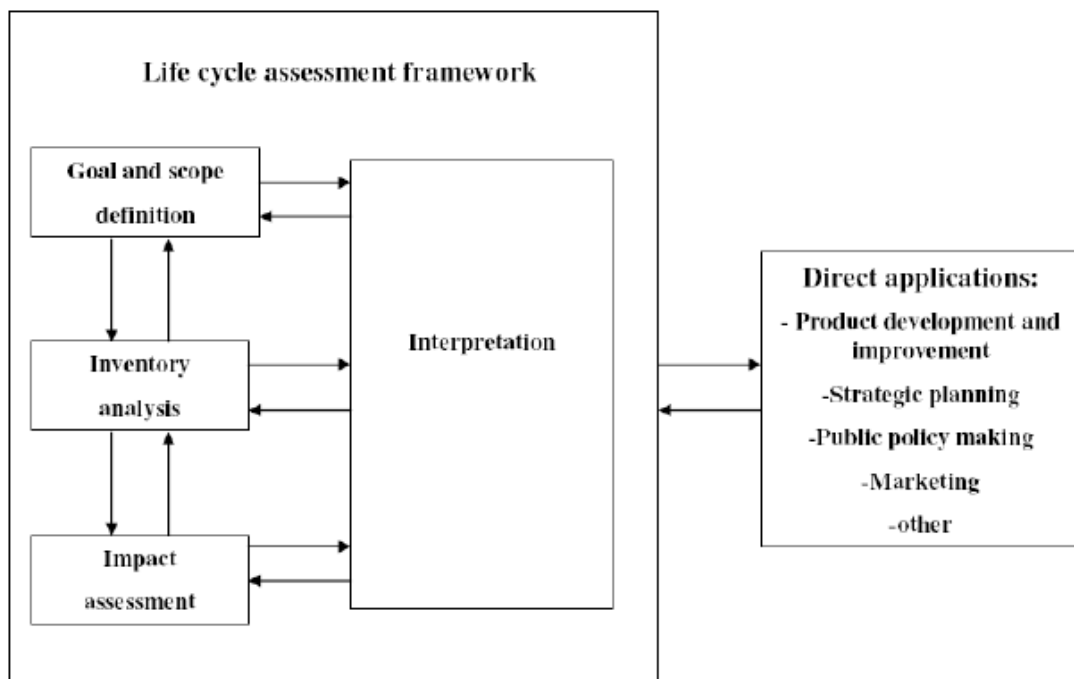 Life cycle assessment framework
Goal and scope
definition
Inventory
analysis
Impact
assessment
Interpretation
Direct applications:
- Product development and
improvement
-Strategic planning
-Public policy making
-Marketing
-other